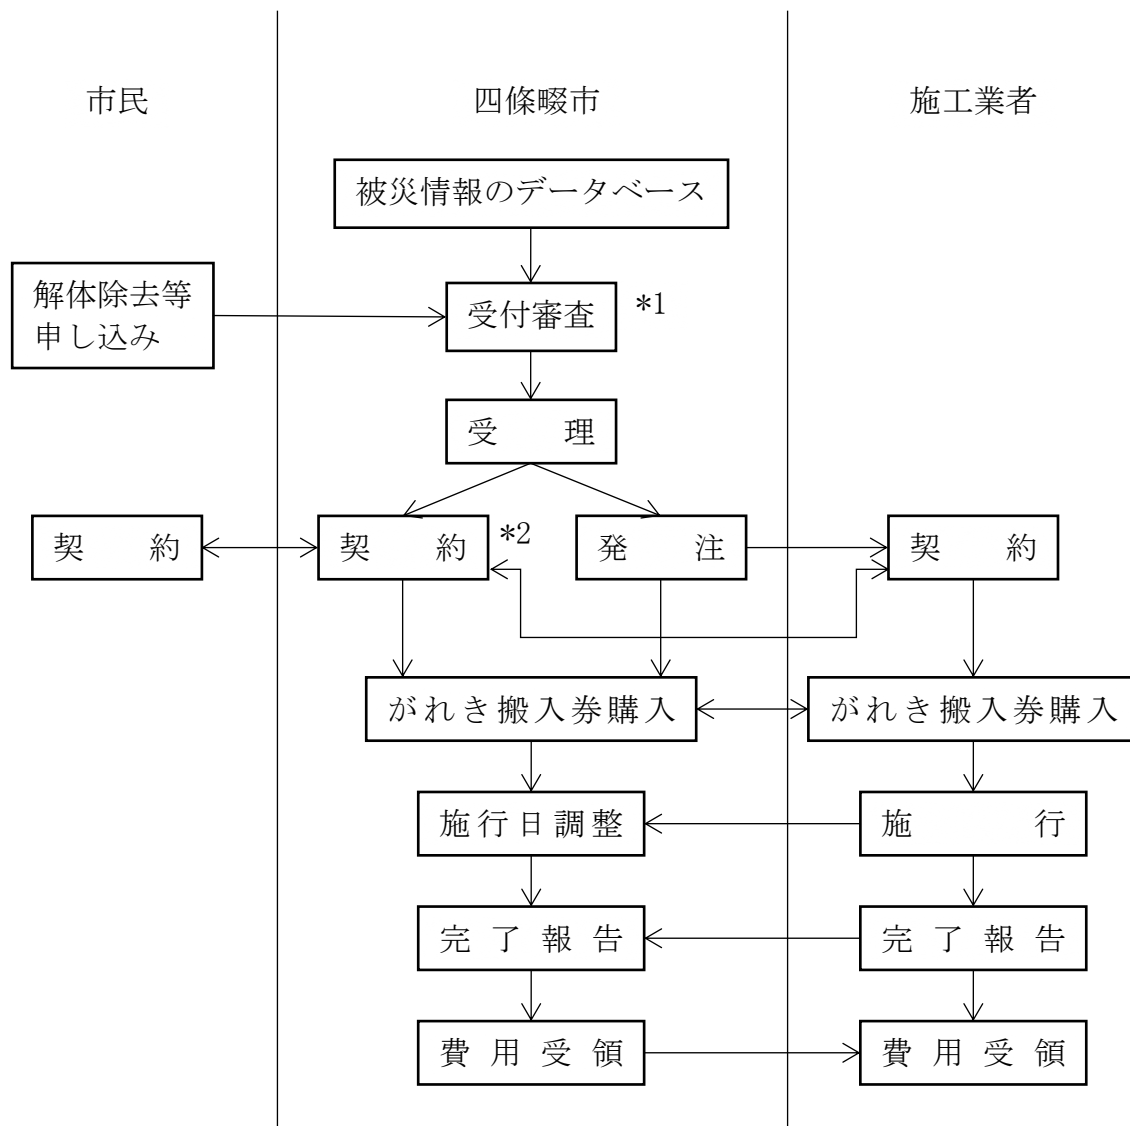 市民
四條畷市
施工業者
被災情報のデータベース
解体除去等
申し込み
受付審査
*1
受 理
契 約
契 約
*2
発 注
契 約
がれき搬入券購入
がれき搬入券購入
施行日調整
施 行
完了報告
完了報告
費用受領
費用受領